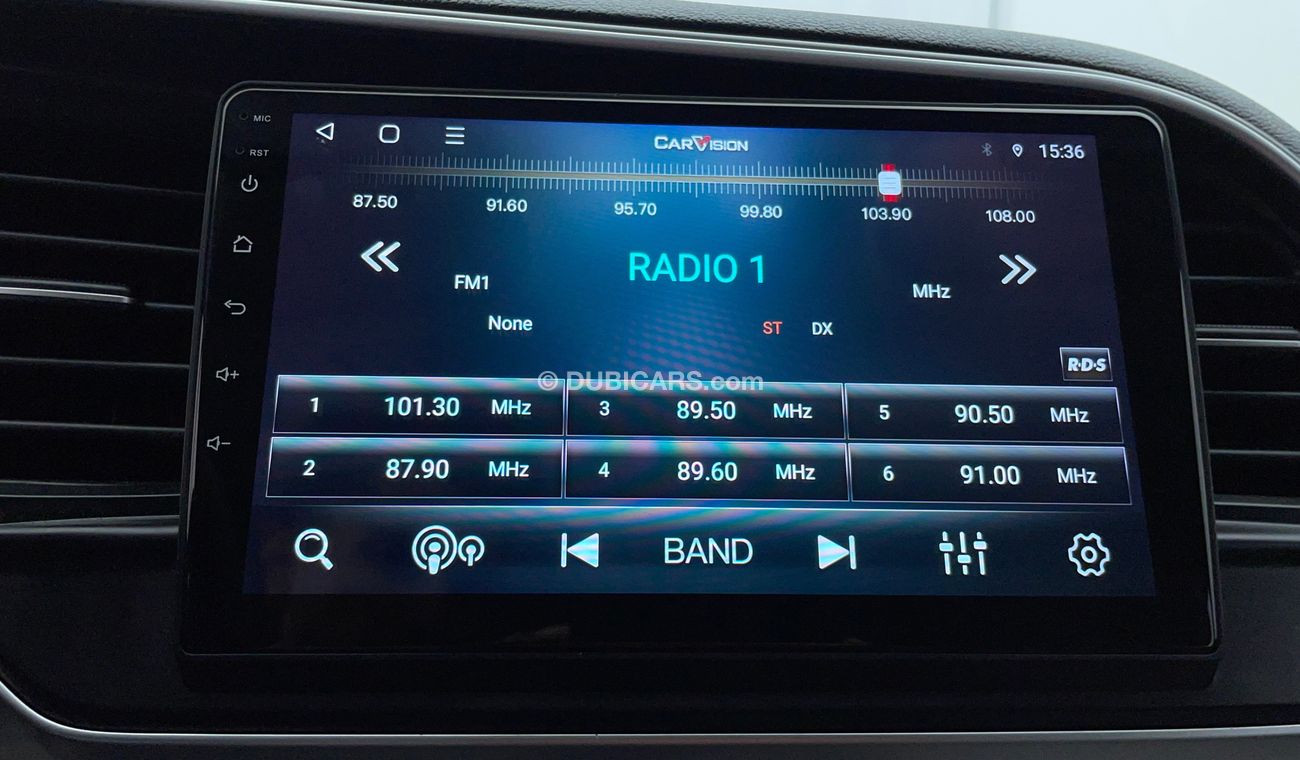 MIC
RST
CARVISION
15:36
87.50 91.60 95.70 99.80 103.90 108.00
RADIO 1
FM1 MHz
None ST DX
R·D·S
© DUBICARS.com
1 101.30 MHz 3 89.50 MHz 5 90.50 MHz
2 87.90 MHz 4 89.60 MHz 6 91.00 MHz
BAND